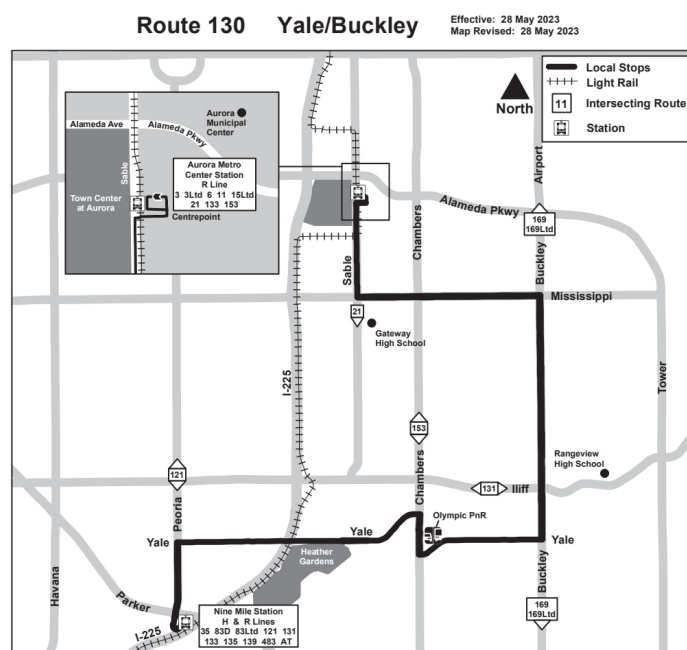 Route 130 Yale/Buckley
Effective: 28 May 2023
Map Revised: 28 May 2023
Local Stops
Light Rail
11 Intersecting Route
Station
North
Aurora
Municipal
Center
Alameda Ave
Alameda Pkwy
Sable
Town Center
at Aurora
Aurora Metro
Center Station
R Line
3 3Ltd 6 11 15Ltd
21 133 153
Centrepoint
Airport
Alameda Pkwy
169
169Ltd
Chambers
Buckley
Sable
Mississippi
21
Gateway
High School
I-225
Tower
153
Rangeview
High School
121
Chambers
131
Iliff
Peoria
Olympic PnR
Yale
Yale
Yale
Heather
Gardens
Havana
Parker
Buckley
169
169Ltd
I-225
Nine Mile Station
H & R Lines
35 83D 83Ltd 121 131
133 135 139 483 AT